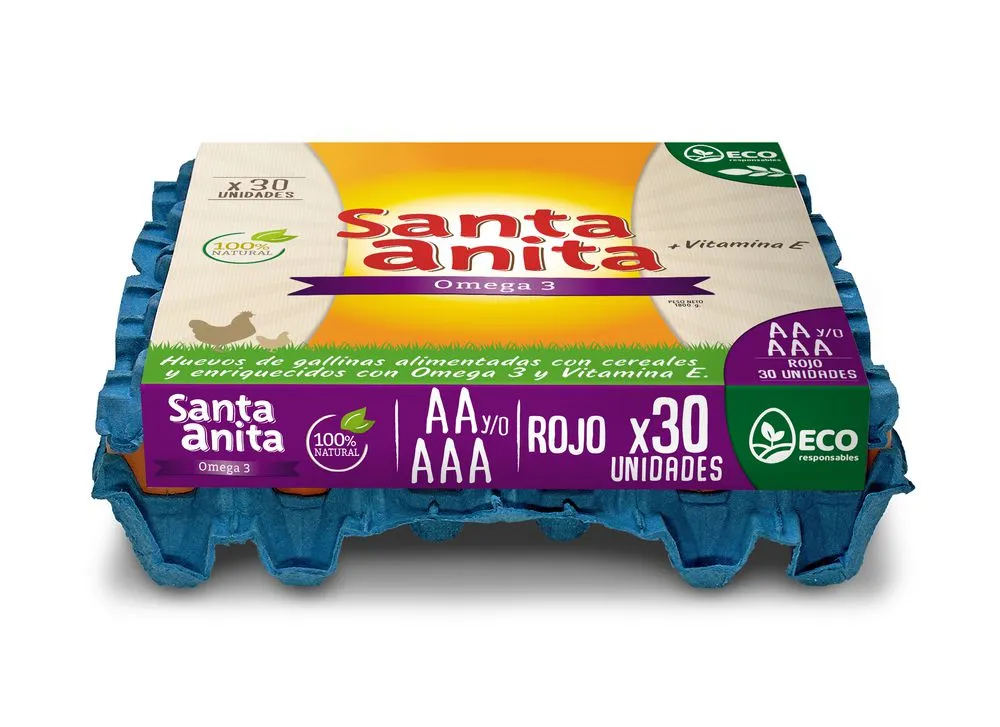 x 30
UNIDADES
100%
NATURAL
Santa
anita
Omega 3
ECO
responsables
+ Vitamina E
PESO NETO
1800 g.
Huevos de gallinas alimentadas con cereales
y enriquecidos con Omega 3 y Vitamina E.
AA y/o
AAA
ROJO
30 UNIDADES
Santa
anita
Omega 3
100%
NATURAL
AA y/o
AAA
ROJO
x30
UNIDADES
ECO
responsables